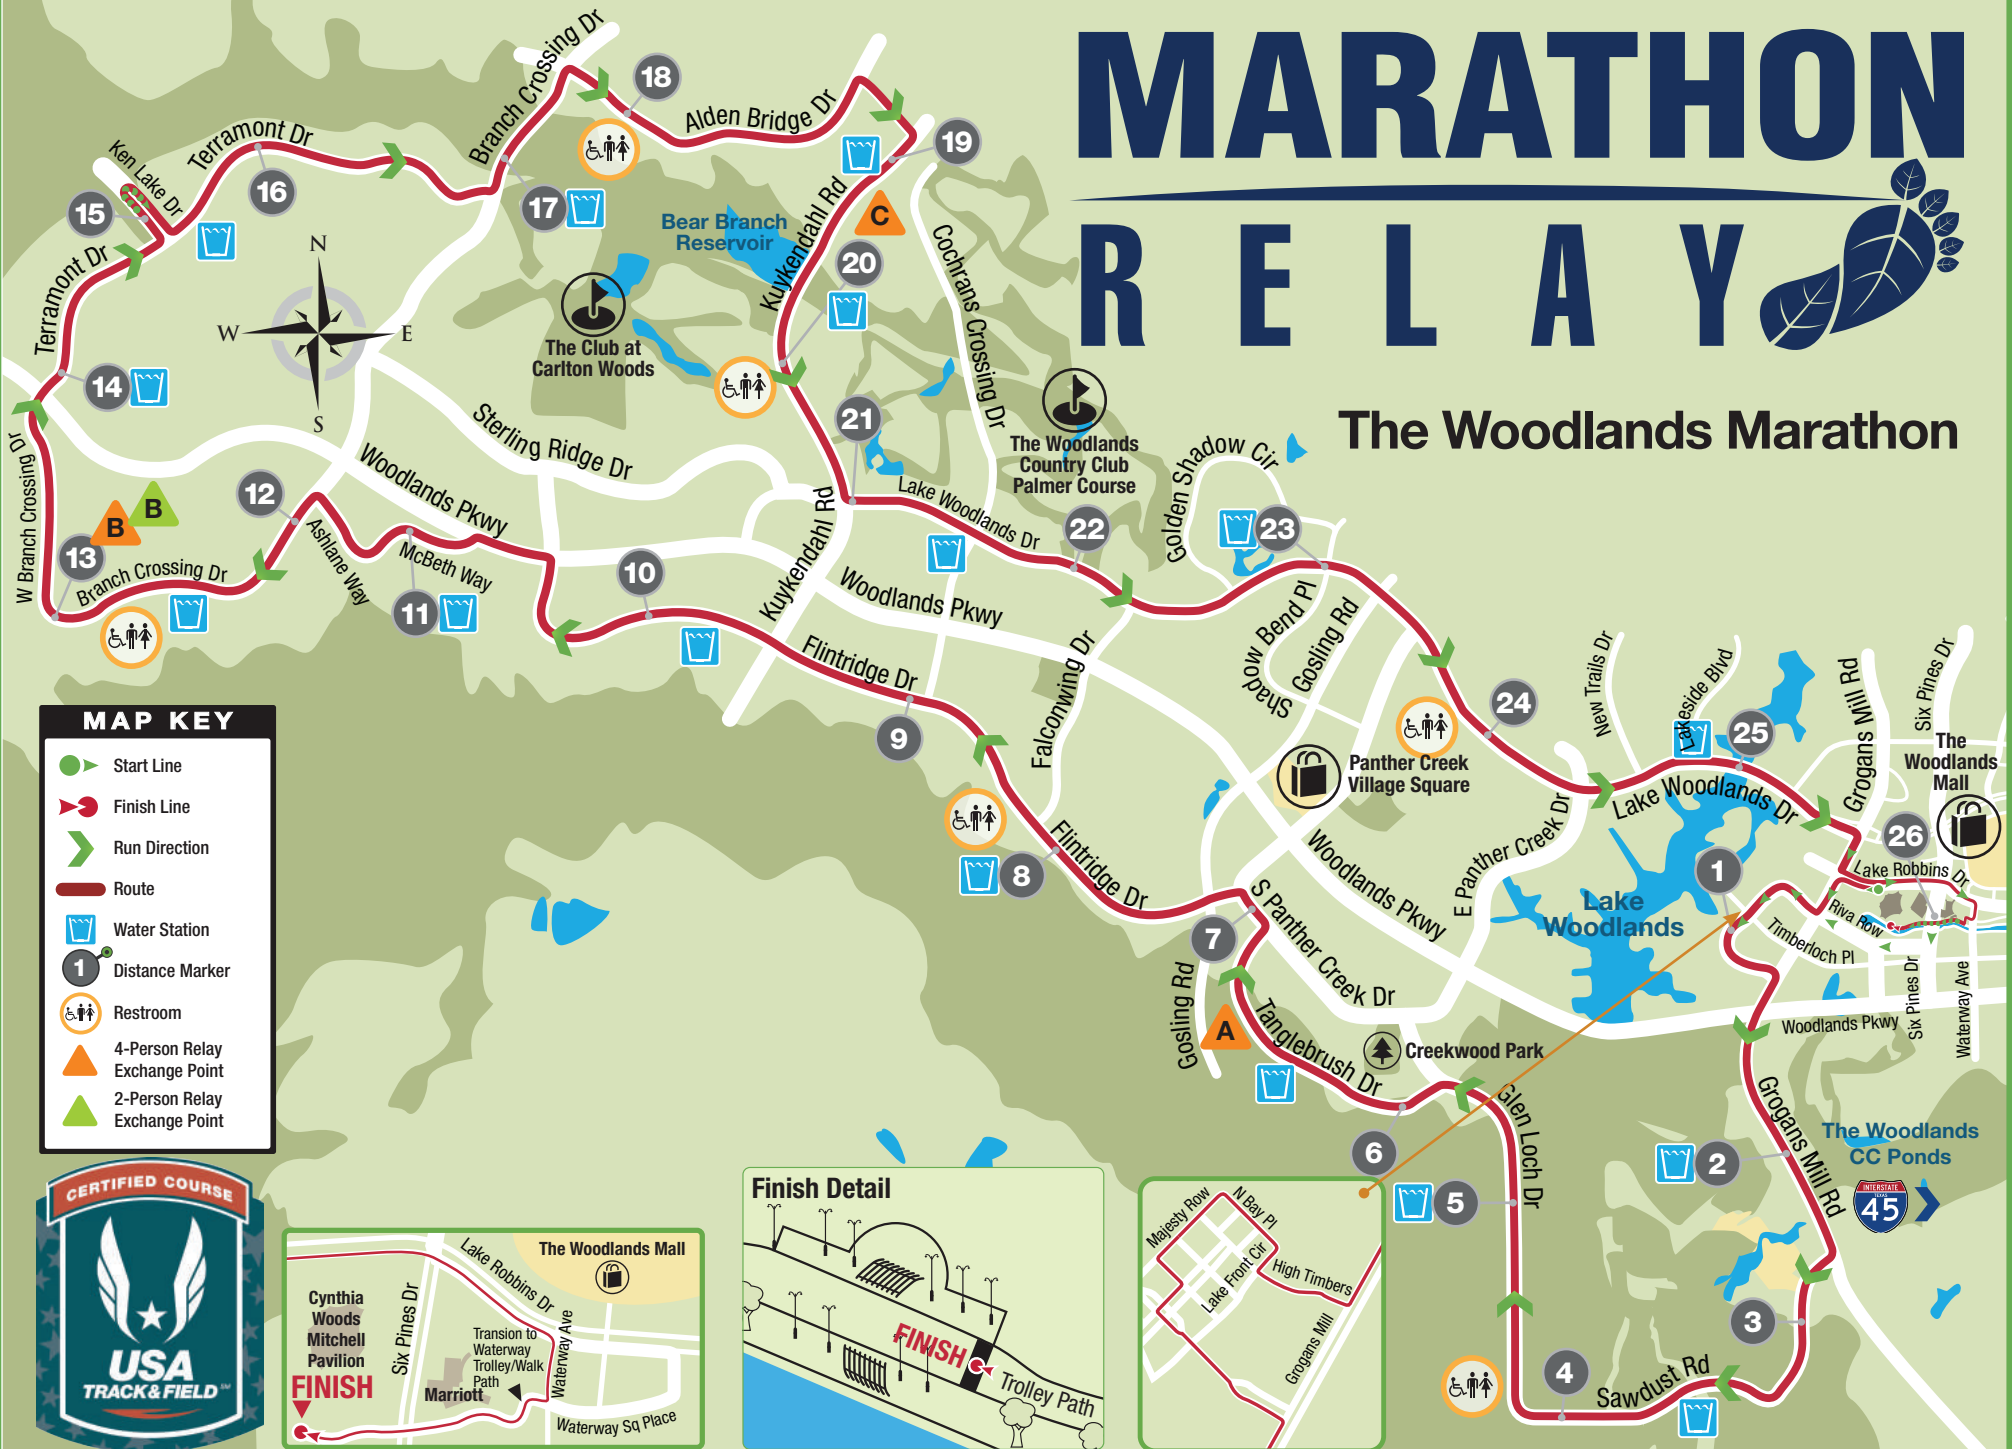 MARATHON
RELAY
The Woodlands Marathon
Branch Crossing Dr
18
Alden Bridge Dr
19
Terramont Dr
Ken Lake Dr
16
15
17
Bear Branch
Reservoir
Kuykendahl Rd
C
20
Cochrans Crossing Dr
Terramont Dr
N
W
E
S
The Club at
Carlton Woods
14
21
The Woodlands
Country Club
Palmer Course
Golden Shadow Cir
Sterling Ridge Dr
Woodlands Pkwy
Kuykendahl Rd
Lake Woodlands Dr
22
23
W Branch Crossing Dr
12
B
B
13
Branch Crossing Dr
Ashlane Way
McBeth Way
11
10
Woodlands Pkwy
Flintridge Dr
9
Falconwing Dr
Shadow Bend Pl
Gosling Rd
24
New Trails Dr
Lakeside Blvd
25
Grogans Mill Rd
Six Pines Dr
The
Woodlands
Mall
Panther Creek
Village Square
Lake Woodlands Dr
26
Lake Robbins Dr
1
Riva Row
Timberloch Pl
Six Pines Dr
Waterway Ave
8
Flintridge Dr
Woodlands Pkwy
E Panther Creek Dr
Lake
Woodlands
7
S Panther Creek Dr
Gosling Rd
A
Tanglebrush Dr
Creekwood Park
Woodlands Pkwy
Glen Loch Dr
Grogans Mill Rd
6
5
2
The Woodlands
CC Ponds
INTERSTATE
TEXAS
45
3
4
Sawdust Rd
MAP KEY
Start Line
Finish Line
Run Direction
Route
Water Station
1
Distance Marker
Restroom
4-Person Relay
Exchange Point
2-Person Relay
Exchange Point
CERTIFIED COURSE
USA
TRACK & FIELD
SM
The Woodlands Mall
Lake Robbins Dr
Cynthia
Woods
Mitchell
Pavilion
FINISH
Six Pines Dr
Marriott
Transion to
Waterway
Trolley/Walk
Path
Waterway Ave
Waterway Sq Place
Finish Detail
FINISH
Trolley Path
Majesty Row
N Bay Pl
Lake Front Cir
High Timbers
Grogans Mill